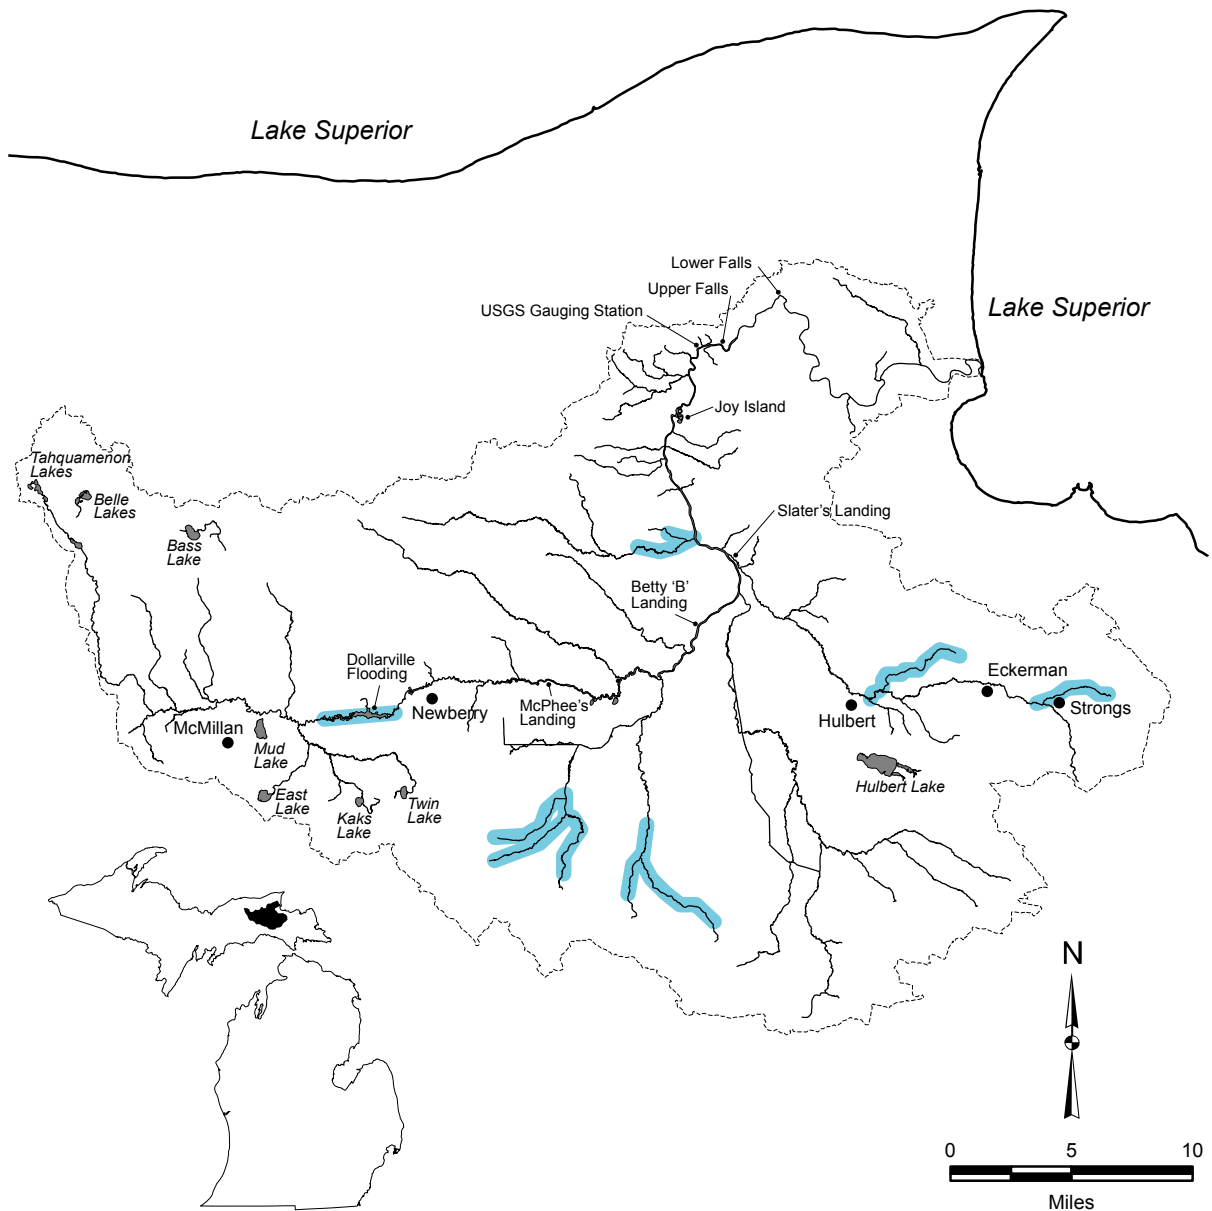 Lake Superior
Lower Falls
Upper Falls
USGS Gauging Station
Lake Superior
Joy Island
Tahquamenon
Lakes
Belle
Lakes
Bass
Lake
Slater's Landing
Betty 'B'
Landing
Dollarville
Flooding
Eckerman
Newberry
McPhee's
Landing
Hulbert
Strongs
McMillan
Mud
Lake
Hulbert Lake
East
Lake
Kaks
Lake
Twin
Lake
N
0 5 10
Miles